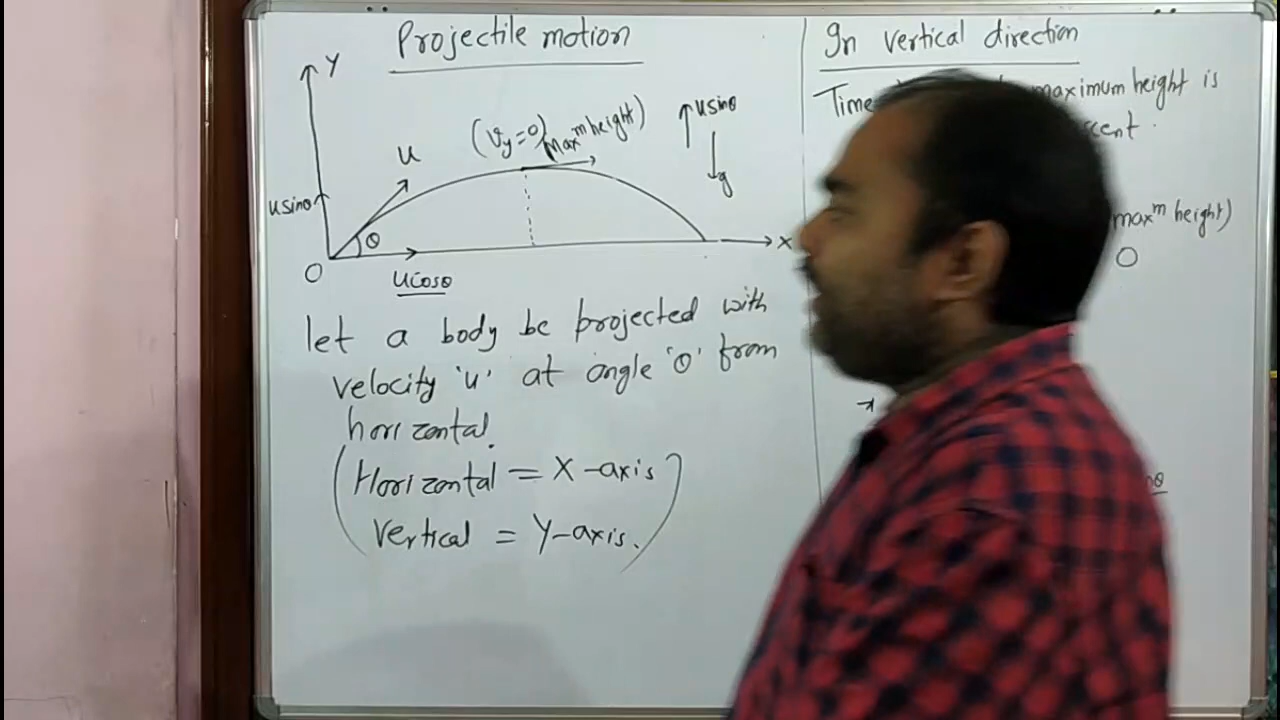 Projectile motion
Y
u
(Vy=0)
maxᵐ height)
usinθ
g
usinθ
θ
O
ucosθ
X
let a body be projected with
velocity 'u' at angle 'θ' from
horizontal.
(Horizontal = X-axis
vertical = Y-axis.)
In vertical direction
Time maximum height is
maxᵐ height)
0